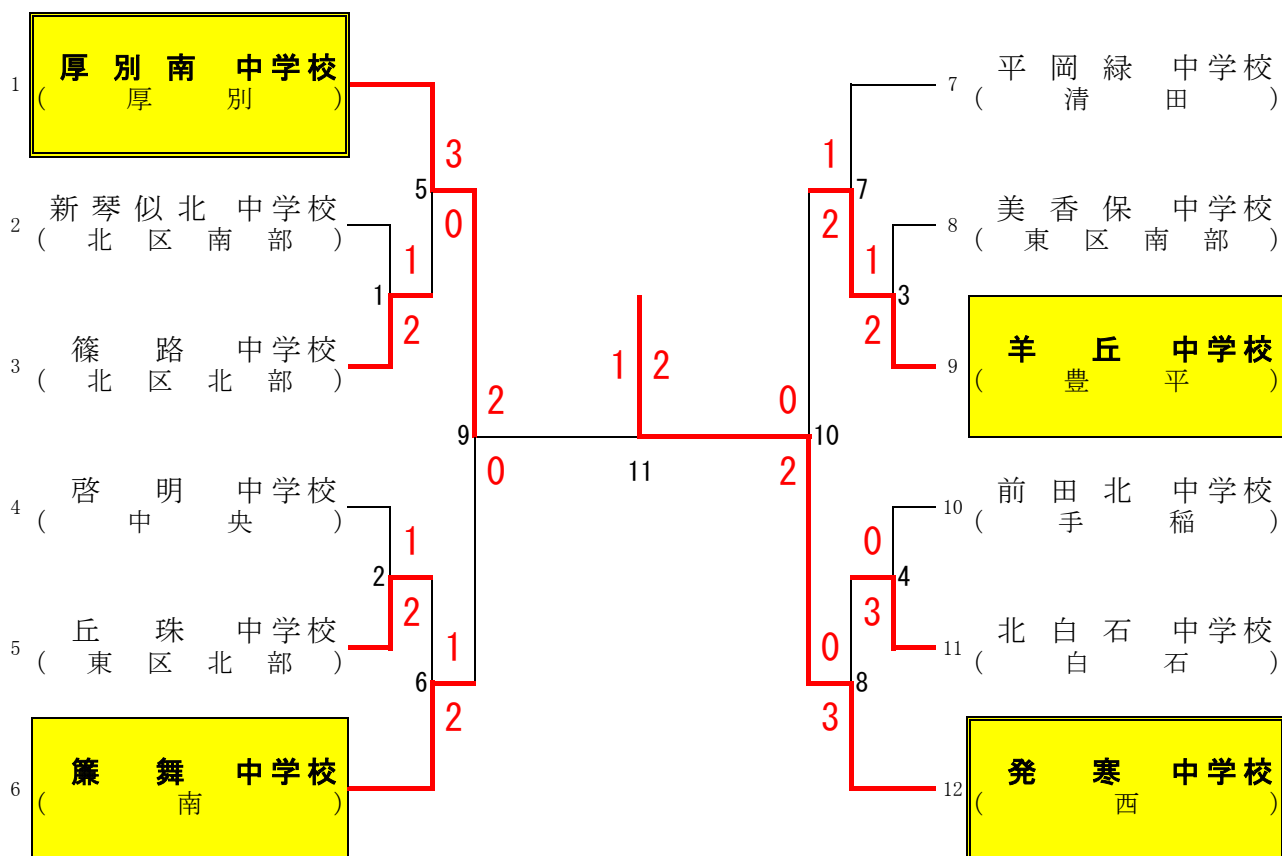 1 厚別南 中学校
(厚別)
2 新琴似北 中学校
(北区南部)
3 篠路 中学校
(北区北部)
4 啓明 中学校
(中央)
5 丘珠 中学校
(東区北部)
6 簾舞 中学校
(南)
3
5
0
1
1
2
2
9
0
1
2
2
1
6
2
1 2
11
1
7
2
1
3
2
0
10
2
0
4
3
0
8
3
7 平岡緑 中学校
(清田)
8 美香保 中学校
(東区南部)
9 羊丘 中学校
(豊平)
10 前田北 中学校
(手稲)
11 北白石 中学校
(白石)
12 発寒 中学校
(西)